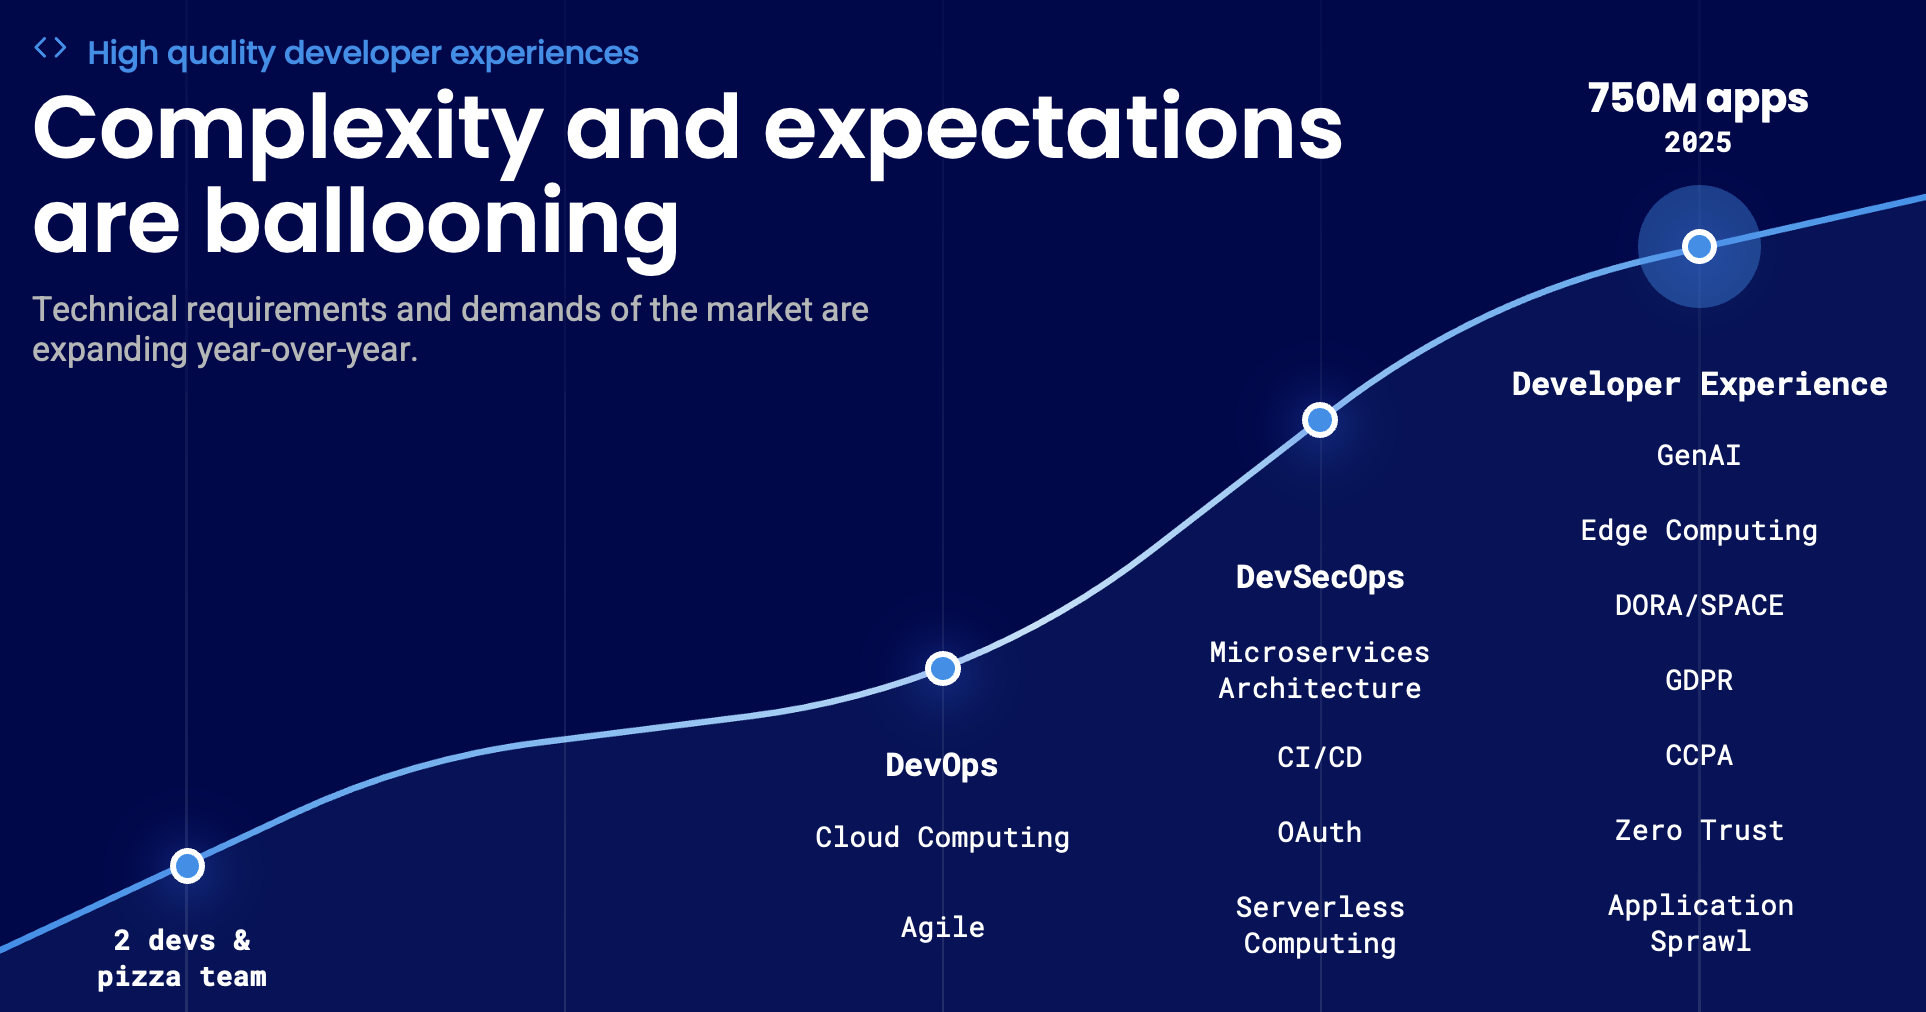 High quality developer experiences
Complexity and expectations
are ballooning
Technical requirements and demands of the market are
expanding year-over-year.
2 devs &
pizza team
DevOps
Cloud Computing
Agile
DevSecOps
Microservices
Architecture
CI/CD
OAuth
Serverless
Computing
750M apps
2025
Developer Experience
GenAI
Edge Computing
DORA/SPACE
GDPR
CCPA
Zero Trust
Application
Sprawl